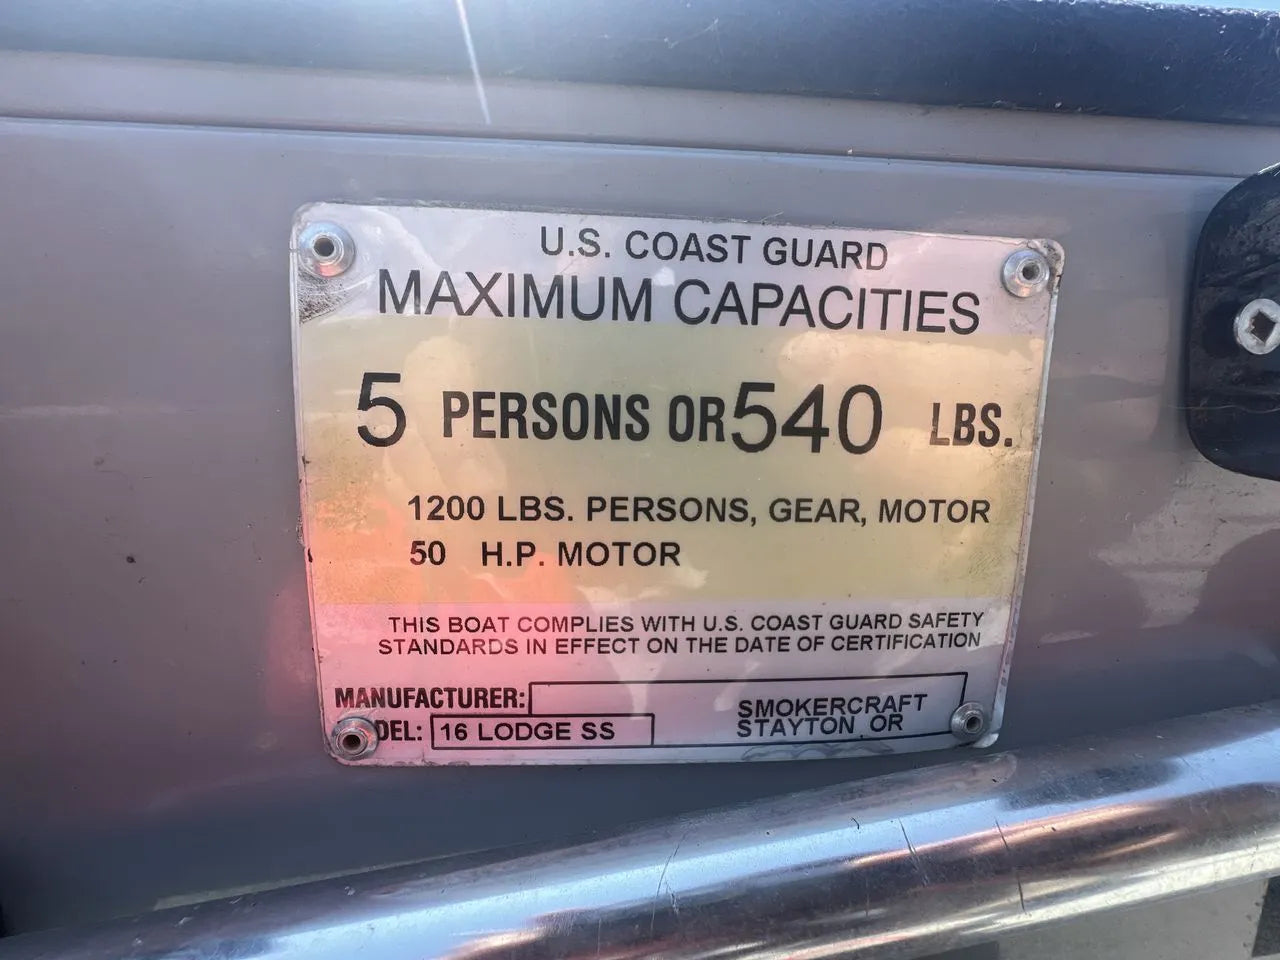 U.S. COAST GUARD
MAXIMUM CAPACITIES
5 PERSONS OR 540 LBS.
1200 LBS. PERSONS, GEAR, MOTOR
50 H.P. MOTOR
THIS BOAT COMPLIES WITH U.S. COAST GUARD SAFETY
STANDARDS IN EFFECT ON THE DATE OF CERTIFICATION
MANUFACTURER: SMOKERCRAFT
DEL: 16 LODGE SS STAYTON OR